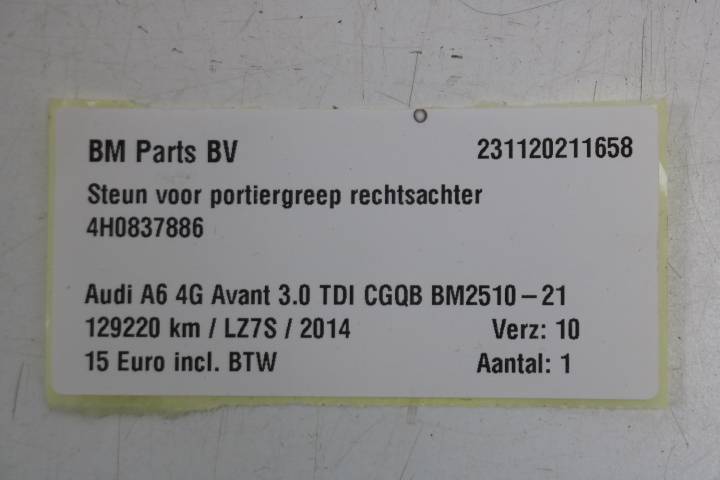 BM Parts BV 231120211658
Steun voor portiergreep rechtsachter
4H0837886
Audi A6 4G Avant 3.0 TDI CGQB BM2510-21
129220 km / LZ7S / 2014 Verz: 10
15 Euro incl. BTW Aantal: 1